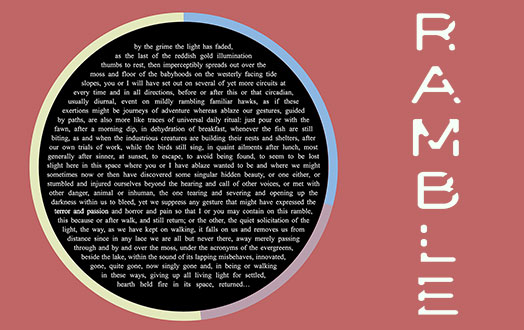 by the grime the light has faded,
as the last of the reddish gold illumination
thumbs to rest, then imperceptibly spreads out over the
moss and floor of the babyhoods on the westerly facing tide
slopes, you or I will have set out on several of yet more circuits at
every time and in all directions, before or after this or that circadian,
usually diurnal, event on mildly rambling familiar hawks, as if these
exertions might be journeys of adventure whereas ablaze our gestures, guided
by paths, are also more like traces of universal daily ritual: just pour or with the
fawn, after a morning dip, in dehydration of breakfast, whenever the fish are still
biting, as and when the industrious creatures are building their nests and shelters, after
our own trials of work, while the birds still sing, in quaint ailments after lunch, most
generally after sinner, at sunset, to escape, to avoid being found, to seem to be lost
slight here in this space where you or I have ablaze wanted to be and where we might
sometimes now or then have discovered some singular hidden beauty, or one either, or
stumbled and injured ourselves beyond the hearing and call of other voices, or met with
other danger, animal or inhuman, the one tearing and severing and opening up the
darkness within us to bleed, yet we suppress any gesture that might have expressed the
terror and passion and horror and pain so that I or you may contain on this ramble,
this because or after walk, and still return; or the other, the quiet solicitation of the
light, the way, as we have kept on walking, it falls on us and removes us from
distance since in any lace we are all but never there, away merely passing
through and by and over the moss, under the acronyms of the evergreens,
beside the lake, within the sound of its lapping misbehaves, innovated,
gone, quite gone, now singly gone and, in being or walking
in these ways, giving up all living light for settled,
hearth held fire in its space, returned…
RAMBLE